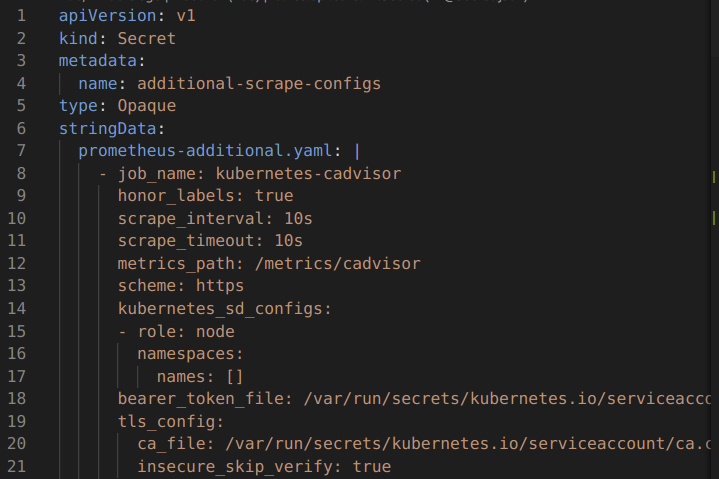 1 apiVersion: v1
2 kind: Secret
3 metadata:
4 name: additional-scrape-configs
5 type: Opaque
6 stringData:
7 prometheus-additional.yaml: |
8 - job_name: kubernetes-cadvisor
9 honor_labels: true
10 scrape_interval: 10s
11 scrape_timeout: 10s
12 metrics_path: /metrics/cadvisor
13 scheme: https
14 kubernetes_sd_configs:
15 - role: node
16 namespaces:
17 names: []
18 bearer_token_file: /var/run/secrets/kubernetes.io/serviceacc
19 tls_config:
20 ca_file: /var/run/secrets/kubernetes.io/serviceaccount/ca.
21 insecure_skip_verify: true